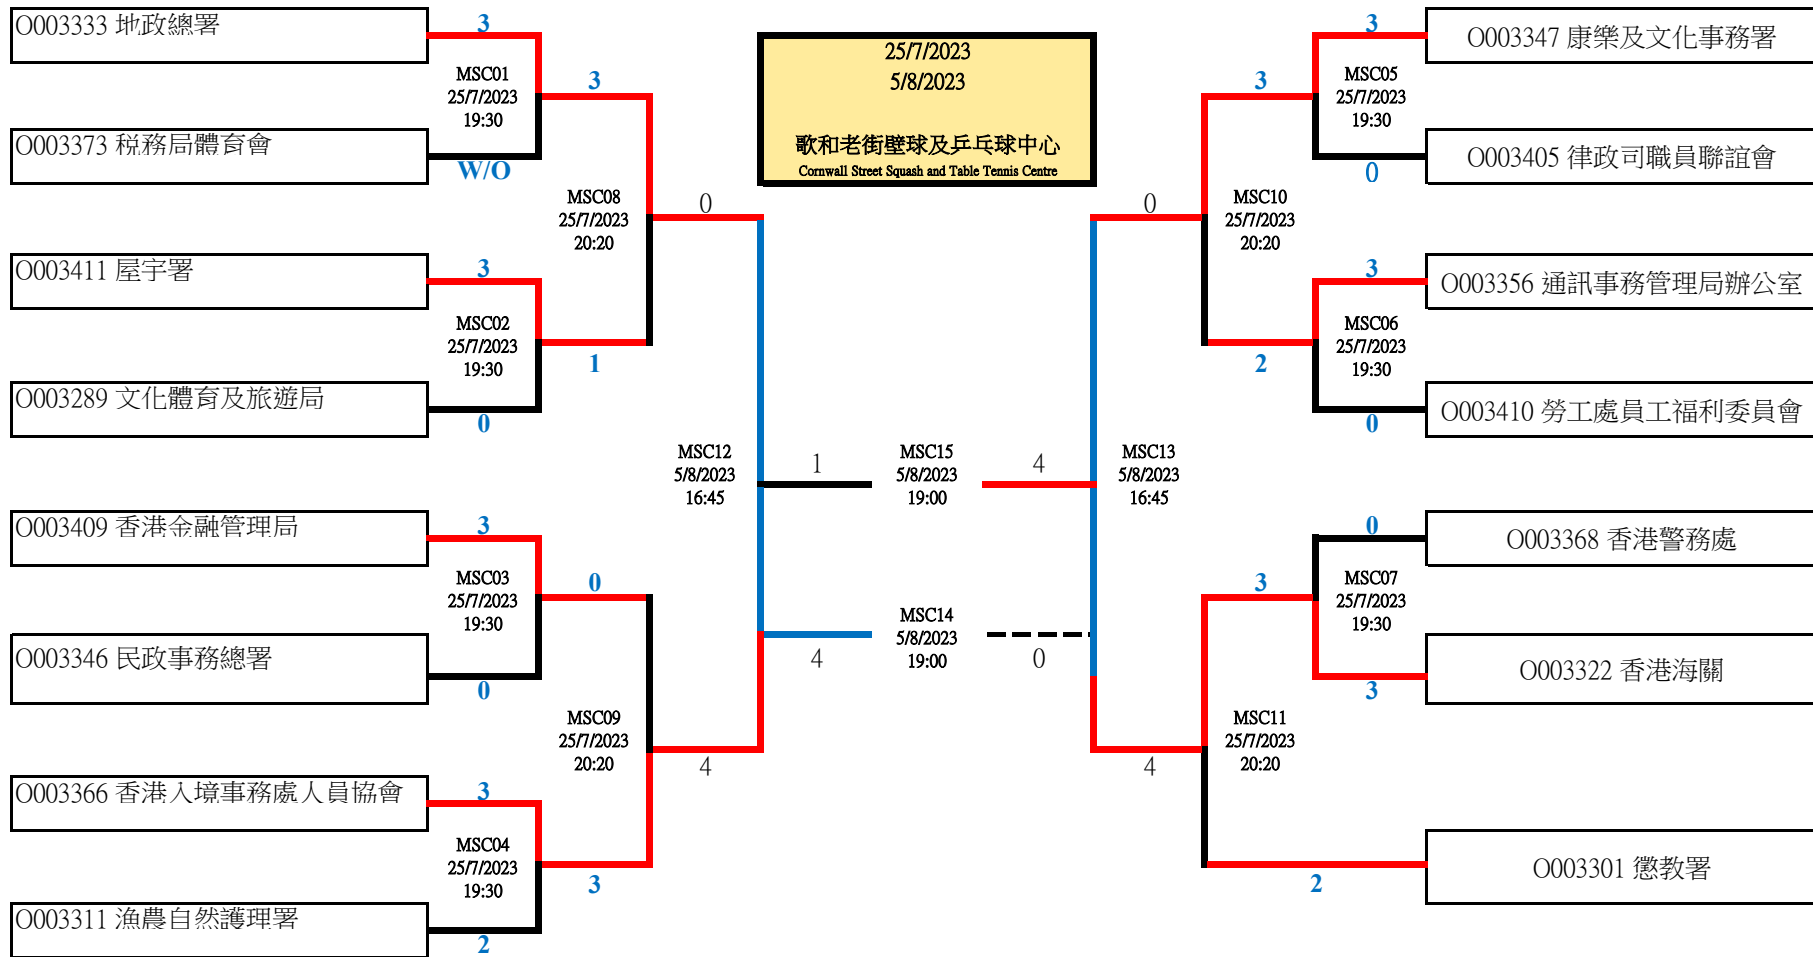 O003333 地政總署
3
MSC01
25/7/2023
19:30
3
O003373 稅務局體育會
W/O
MSC08
25/7/2023
20:20
0
O003411 屋宇署
3
MSC02
25/7/2023
19:30
1
O003289 文化體育及旅遊局
0
MSC12
5/8/2023
16:45
O003409 香港金融管理局
3
MSC03
25/7/2023
19:30
0
O003346 民政事務總署
0
MSC09
25/7/2023
20:20
4
O003366 香港入境事務處人員協會
3
MSC04
25/7/2023
19:30
3
O003311 漁農自然護理署
2
25/7/2023
5/8/2023
歌和老街壁球及乒乓球中心
Cornwall Street Squash and Table Tennis Centre
1
MSC15
5/8/2023
19:00
4
4
MSC14
5/8/2023
19:00
0
3
O003347 康樂及文化事務署
3
MSC05
25/7/2023
19:30
O003405 律政司職員聯誼會
0
0
MSC10
25/7/2023
20:20
3
O003356 通訊事務管理局辦公室
MSC06
25/7/2023
19:30
2
O003410 勞工處員工福利委員會
0
MSC13
5/8/2023
16:45
0
O003368 香港警務處
3
MSC07
25/7/2023
19:30
O003322 香港海關
3
4
MSC11
25/7/2023
20:20
O003301 懲教署
2